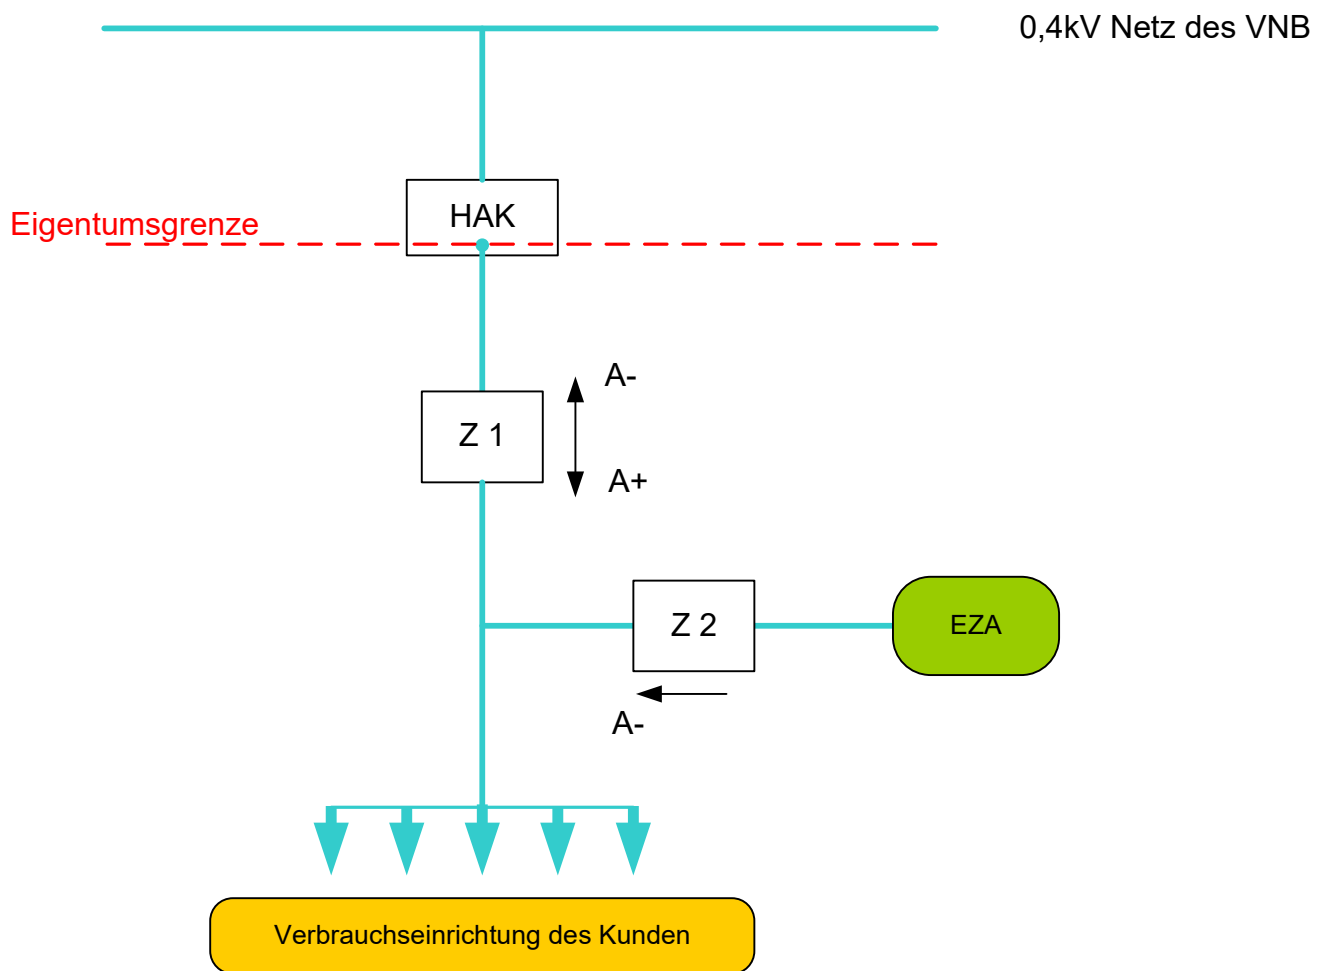 0,4kV Netz des VNB
HAK
Eigentumsgrenze
A-
Z 1
A+
Z 2
EZA
A-
Verbrauchseinrichtung des Kunden